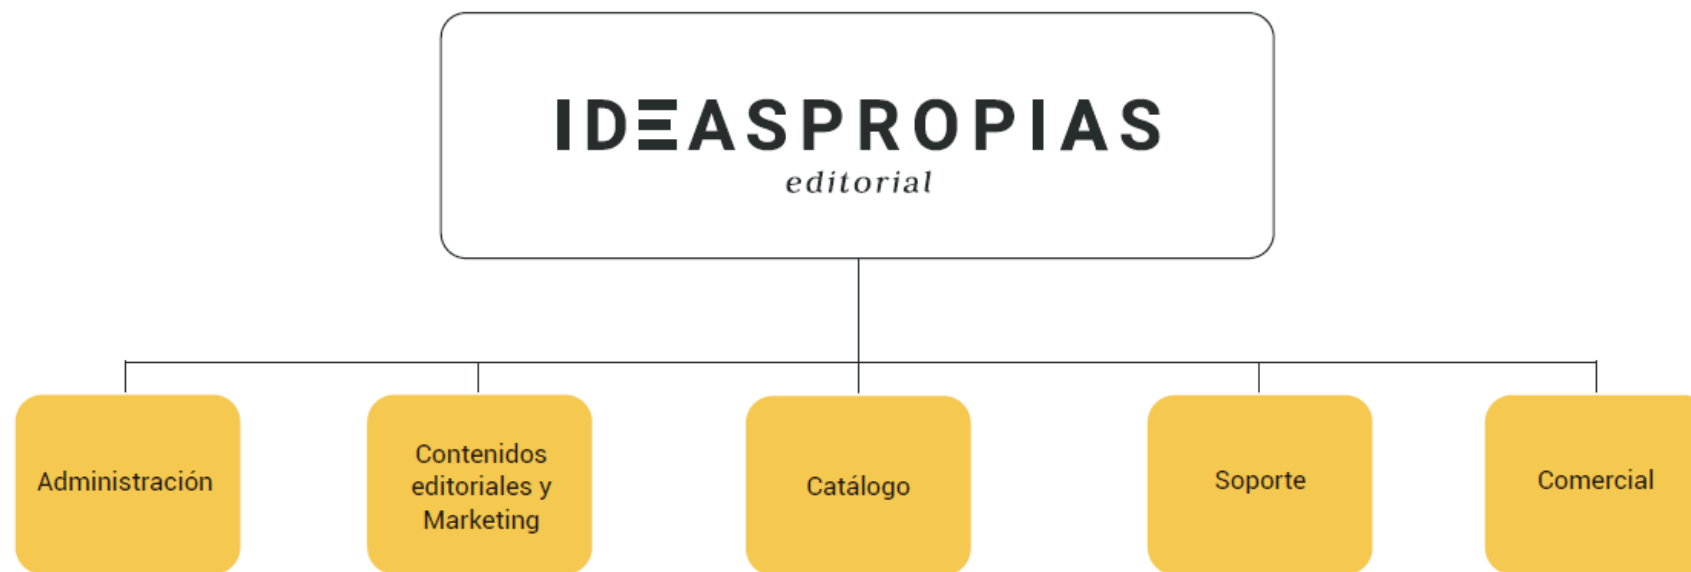 IDEASPROPIAS
editorial
Administración
Contenidos
editoriales y
Marketing
Catálogo
Soporte
Comercial